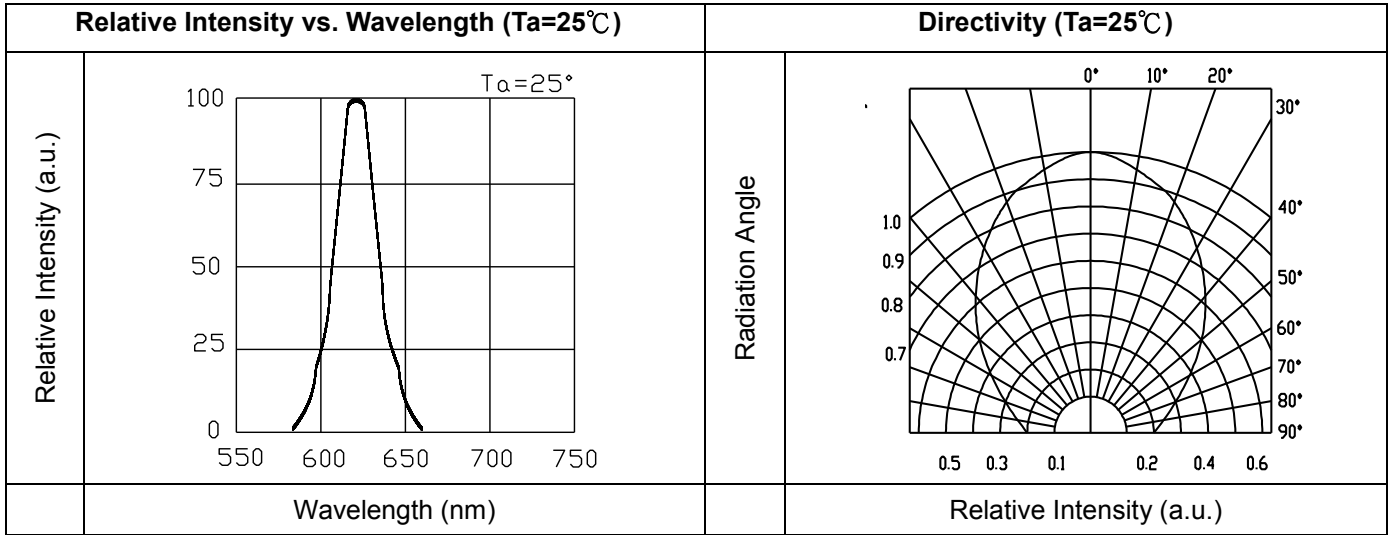 Relative Intensity vs. Wavelength (Ta=25℃)
Directivity (Ta=25℃)
Relative Intensity (a.u.)
Ta=25°
100
75
50
25
0
550 600 650 700 750
Wavelength (nm)
Radiation Angle
0° 10° 20°
30°
40°
50°
60°
70°
80°
90°
1.0
0.9
0.8
0.7
0.5 0.3 0.1 0.2 0.4 0.6
Relative Intensity (a.u.)